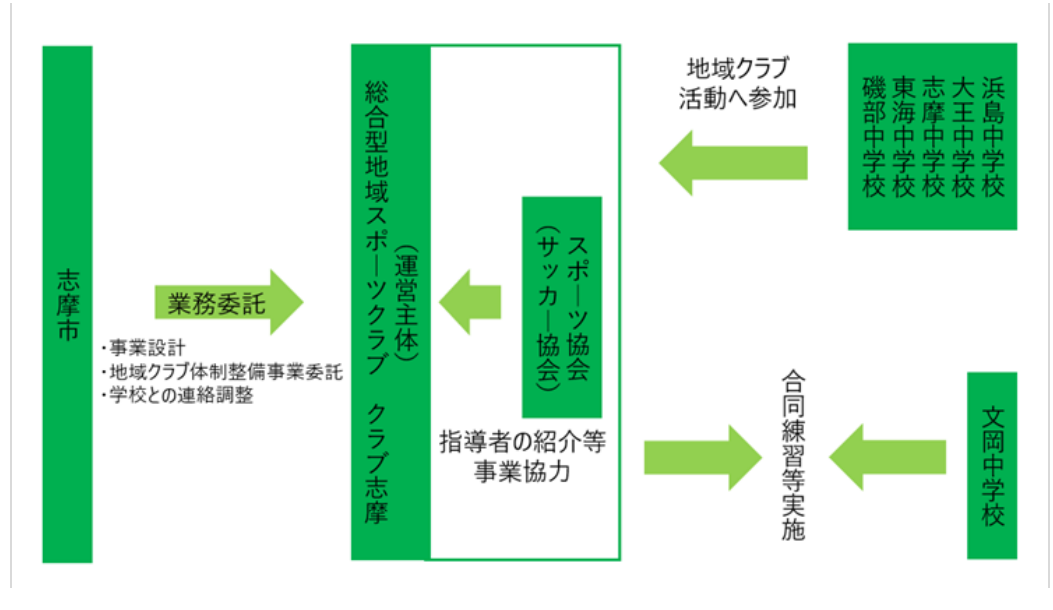 志摩市
業務委託
・事業設計
・地域クラブ体制整備事業委託
・学校との連絡調整
総合型地域スポーツクラブ　クラブ志摩
（運営主体）
スポーツ協会
（サッカー協会）
指導者の紹介等
事業協力
地域クラブ
活動へ参加
浜島中学校
大王中学校
志摩中学校
東海中学校
磯部中学校
合同練習等実施
文岡中学校